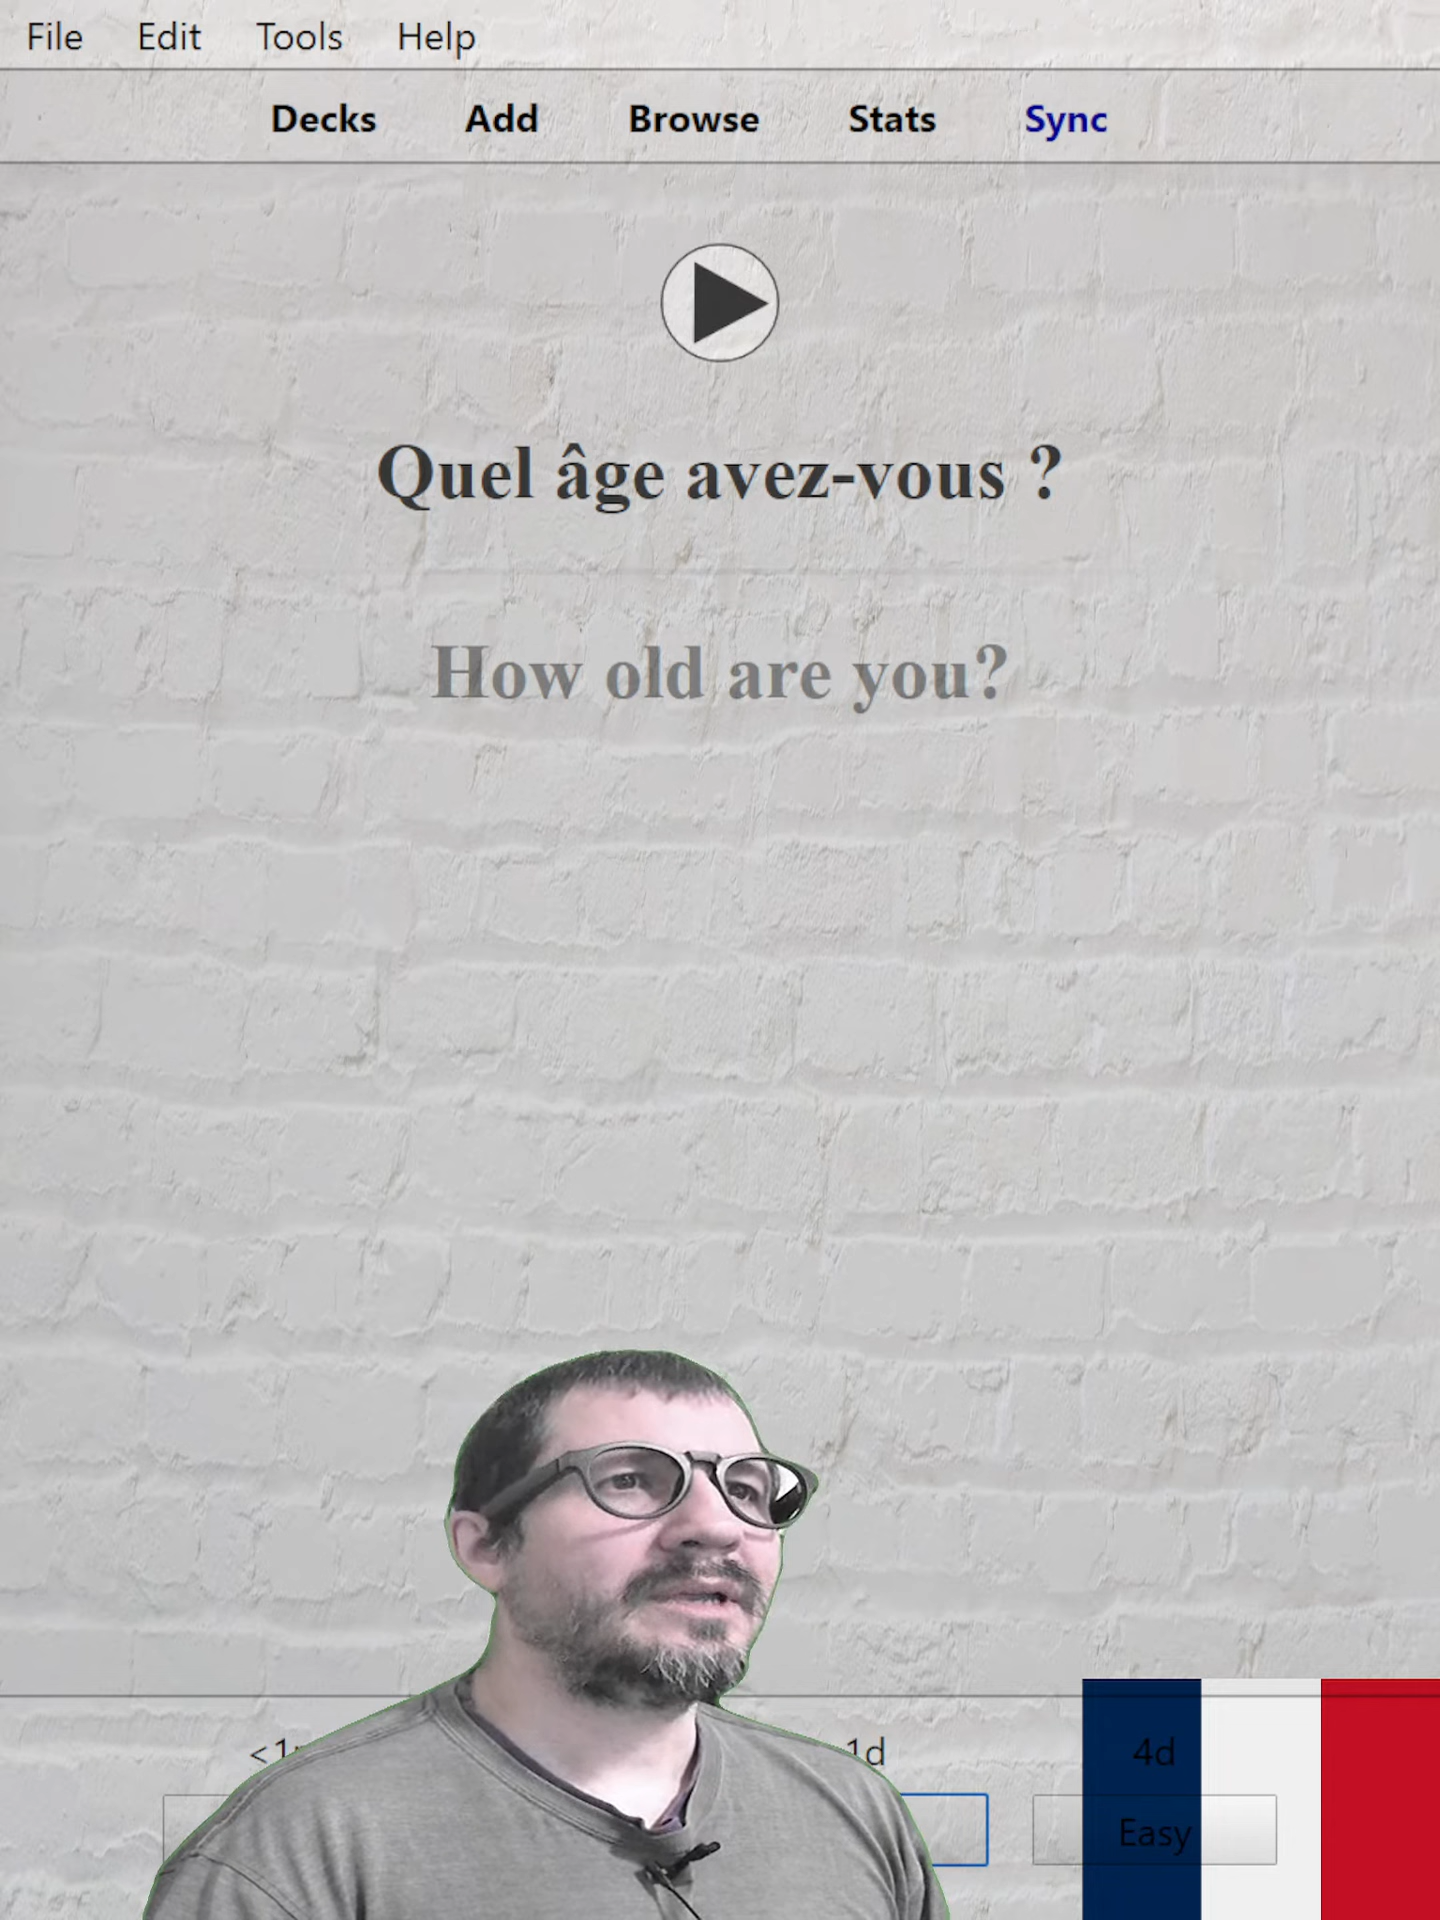 File Edit Tools Help
Decks Add Browse Stats Sync
Quel âge avez-vous ?
How old are you?
1d 4d
Easy